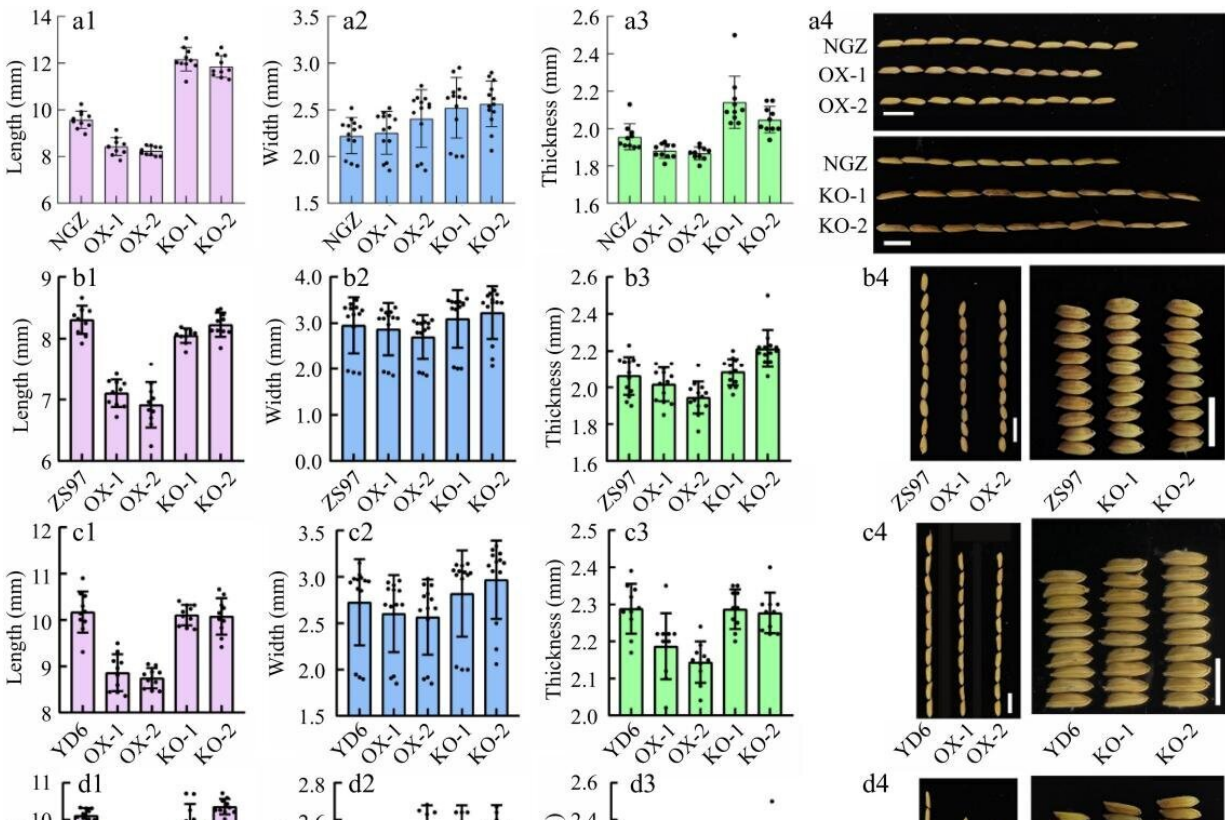 a1
Length (mm)
14
12
10
8
6
NGZ
OX-1
OX-2
KO-1
KO-2
a2
Width (mm)
3.5
3.0
2.5
2.0
1.5
NGZ
OX-1
OX-2
KO-1
KO-2
a3
Thickness (mm)
2.6
2.4
2.2
2.0
1.8
1.6
NGZ
OX-1
OX-2
KO-1
KO-2
a4
NGZ
OX-1
OX-2
NGZ
KO-1
KO-2
b1
Length (mm)
9
8
7
6
ZS97
OX-1
OX-2
KO-1
KO-2
b2
Width (mm)
4.0
3.0
2.0
1.0
0.0
ZS97
OX-1
OX-2
KO-1
KO-2
b3
Thickness (mm)
2.6
2.4
2.2
2.0
1.8
1.6
ZS97
OX-1
OX-2
KO-1
KO-2
b4
ZS97
OX-1
OX-2
ZS97
KO-1
KO-2
c1
Length (mm)
12
11
10
9
8
YD6
OX-1
OX-2
KO-1
KO-2
c2
Width (mm)
3.5
3.0
2.5
2.0
1.5
YD6
OX-1
OX-2
KO-1
KO-2
c3
Thickness (mm)
2.5
2.4
2.3
2.2
2.1
2.0
YD6
OX-1
OX-2
KO-1
KO-2
c4
YD6
OX-1
OX-2
YD6
KO-1
KO-2
d1
11
10
d2
2.8
2.6
d3
2.6
2.4
d4